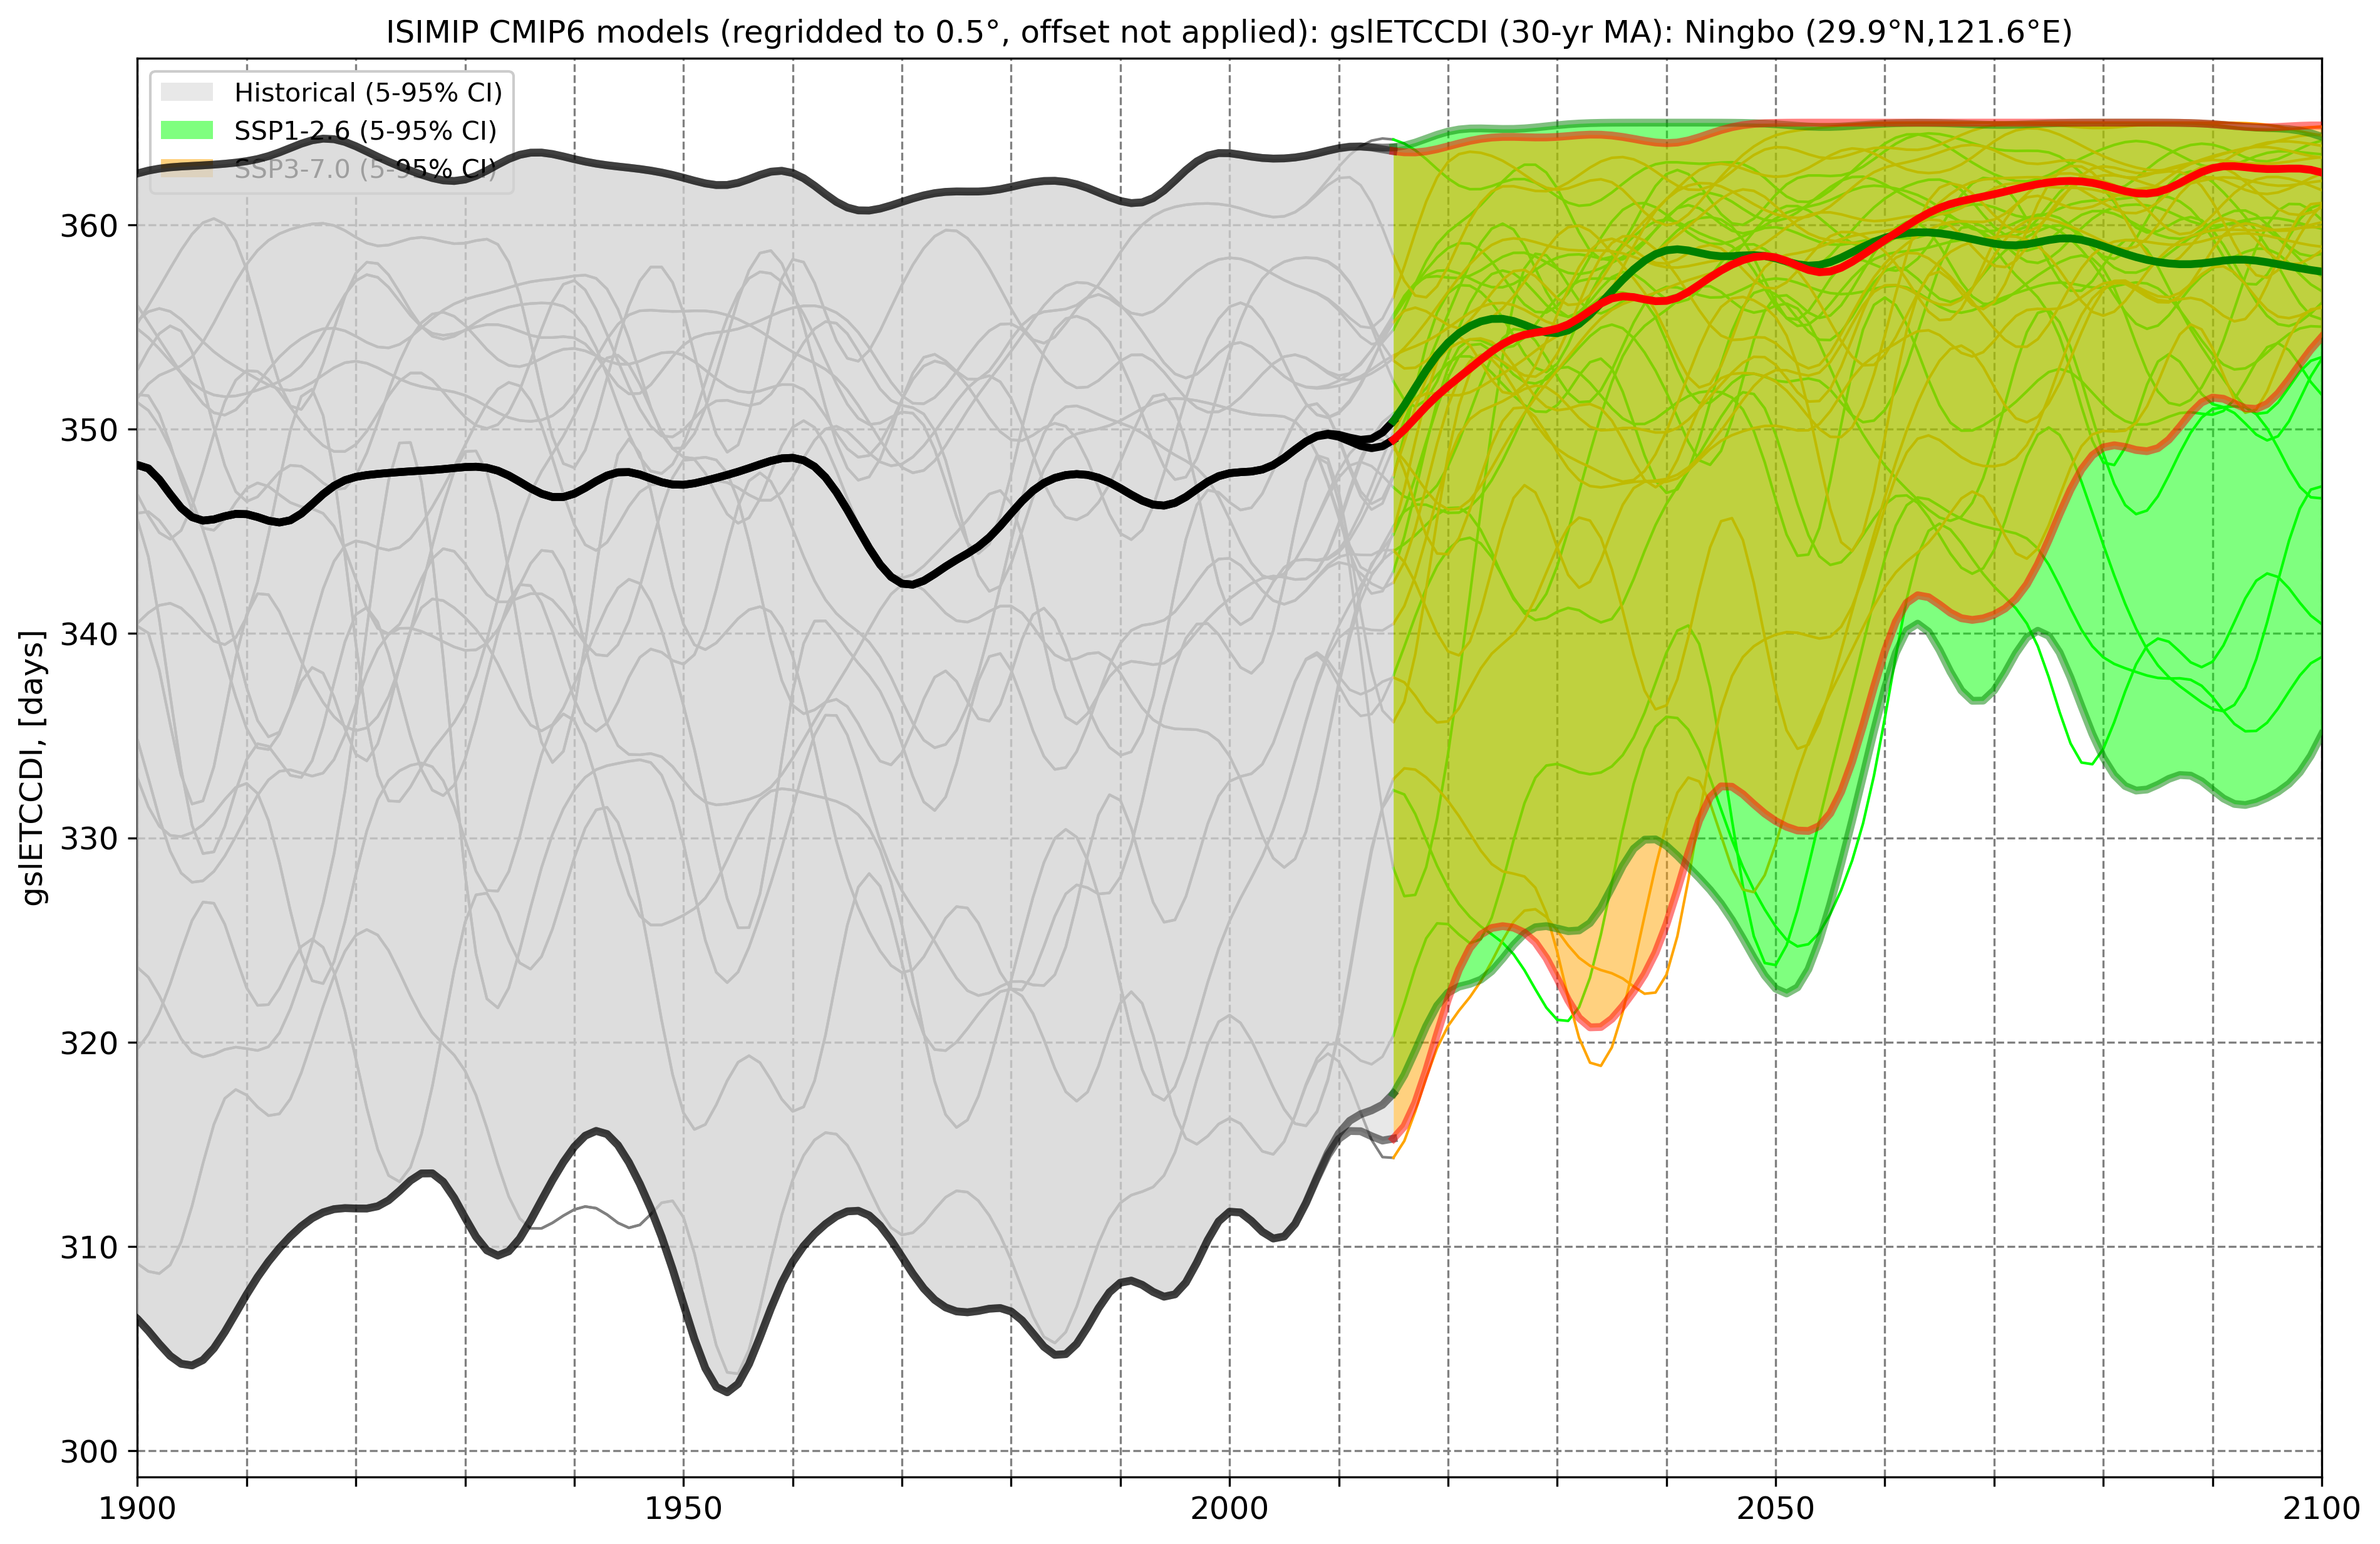 ISIMIP CMIP6 models (regridded to 0.5°, offset not applied): gslETCCDI (30-yr MA): Ningbo (29.9°N,121.6°E)
Historical (5-95% CI)
SSP1-2.6 (5-95% CI)
SSP3-7.0 (5-95% CI)
gslETCCDI, [days]
360
350
340
330
320
310
300
1900
1950
2000
2050
2100